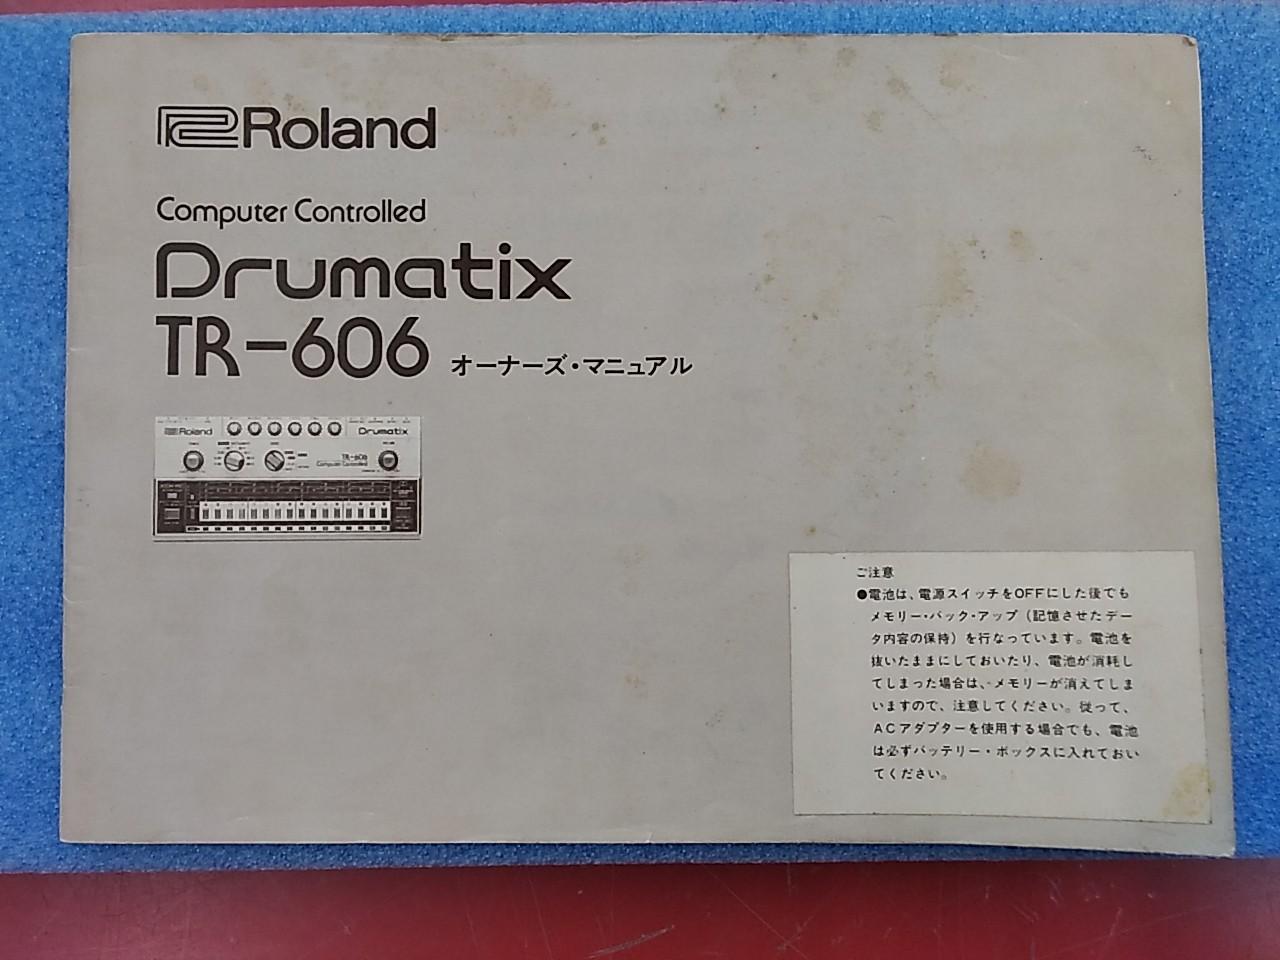 Roland
Computer Controlled
Drumatix
TR-606 オーナーズ・マニュアル
Roland
Drumatix
TR-606
Computer Controlled
ご注意
●電池は、電源スイッチをOFFにした後でも
メモリー・バック・アップ（記憶させたデー
タ内容の保持）を行なっています。電池を
抜いたままにしておいたり、電池が消耗し
てしまった場合は、メモリーが消えてしま
いますので、注意してください。従って、
ACアダプターを使用する場合でも、電池
は必ずバッテリー・ボックスに入れておい
てください。